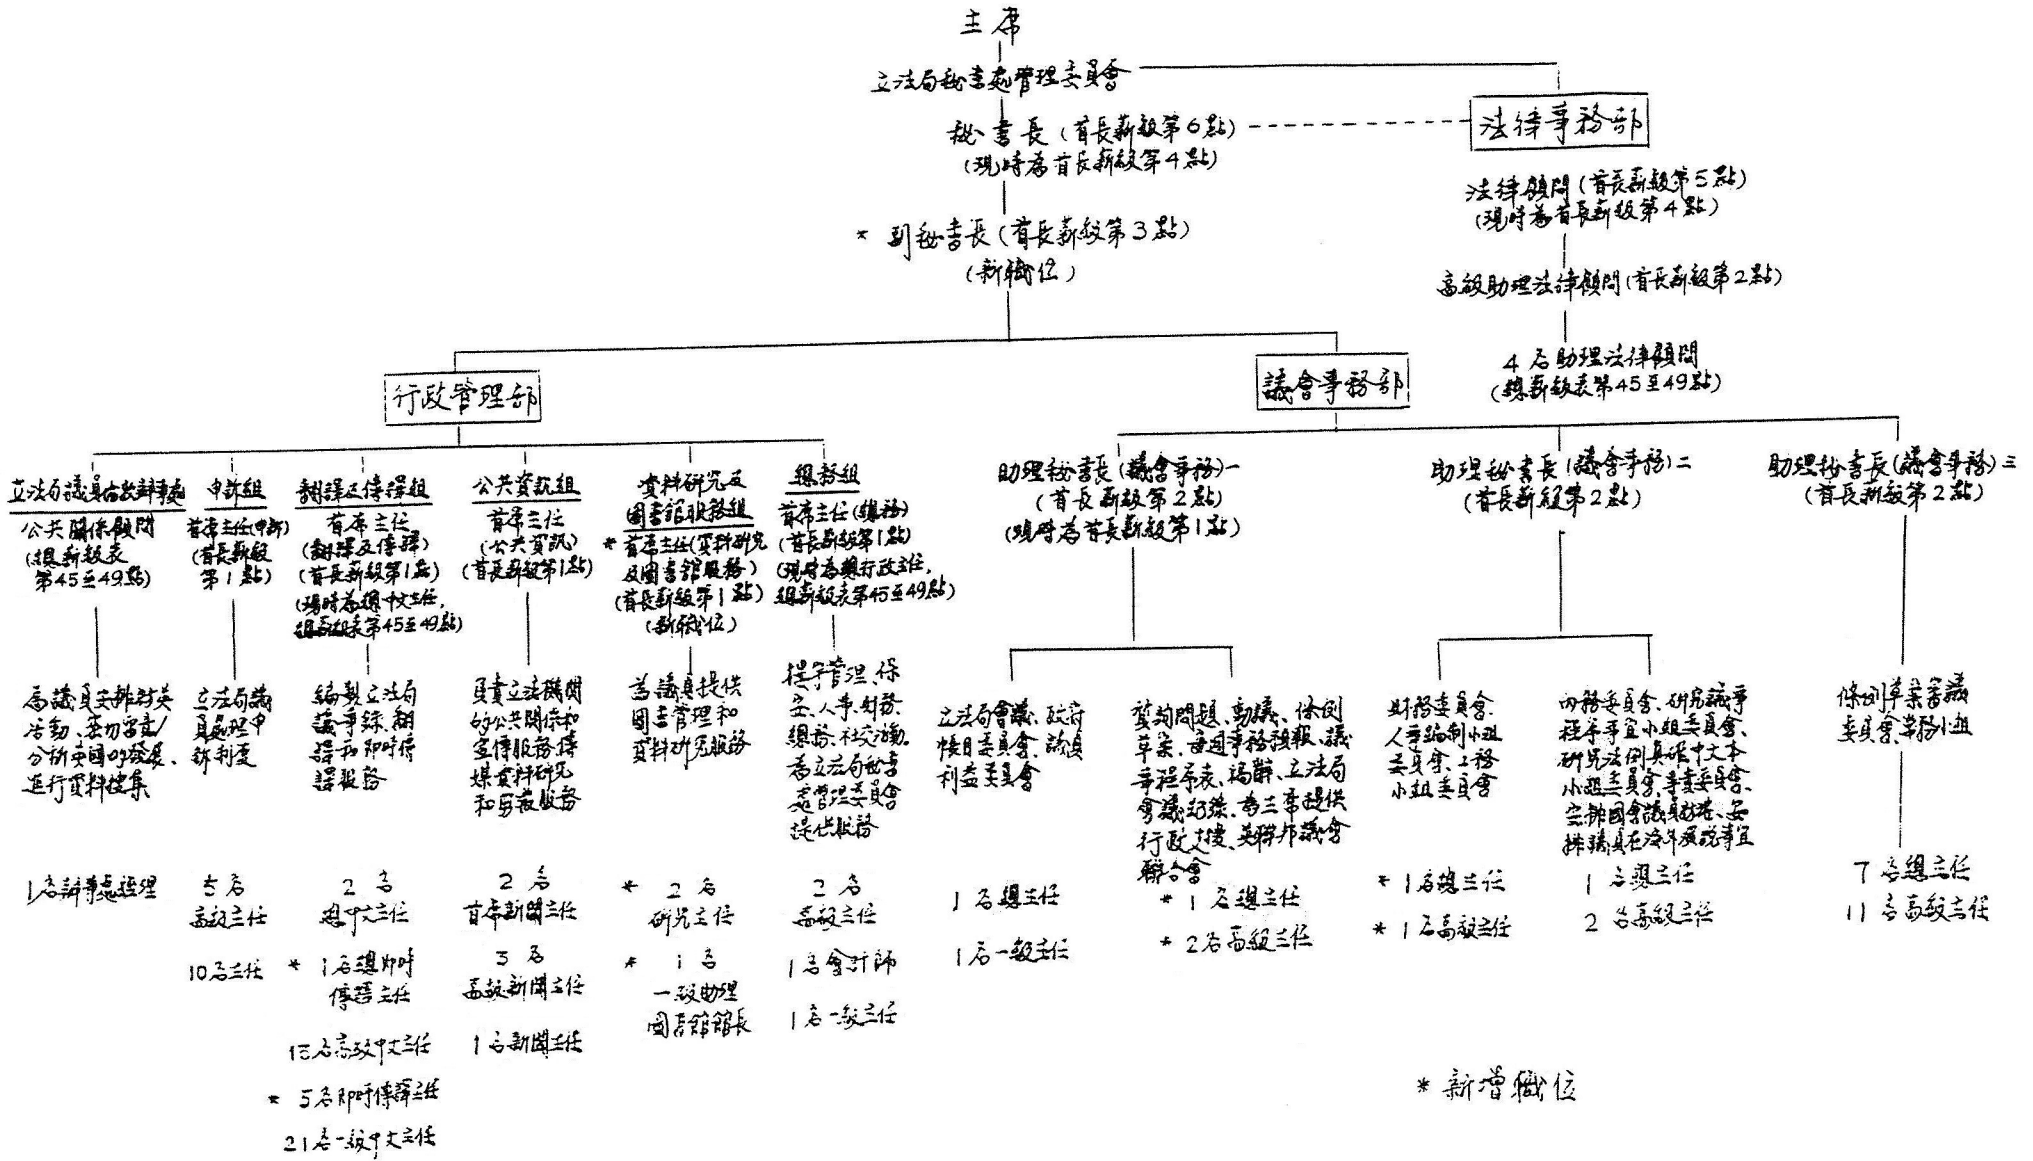 主席
立法局秘書處管理委員會
秘書長(首長薪級第6點)
(現時為首長薪級第4點)
* 副秘書長(首長薪級第3點)
(新職位)
法律事務部
法律顧問(首長薪級第5點)
(現時為首長薪級第4點)
高級助理法律顧問(首長薪級第2點)
4名助理法律顧問
(總薪級表第45至49點)
行政管理部
立法局議員 辦事處
公共關係顧問
(總薪級表
第45至49點)
為議員安排訪英
活動、密切留意/
分析英國的發展、
進行資料搜集
1名辦事處經理
申訴組
首席主任(申訴)
(首長薪級
第1點)
立法局議
員處理申
訴制度
5名
高級主任
10名主任
翻譯及傳譯組
首席主任
(翻譯及傳譯)
(首長薪級第1點)
(現時為總中文主任,
總薪級表第45至49點)
編製立法局
議事錄、翻
譯和即時傳
譯服務
2名
總中文主任
* 1名總即時
傳譯主任
名高級中文主任
* 5名即時傳譯主任
21名一級中文主任
公共資訊組
首席主任
(公共資訊)
(首長薪級第1點)
負責立法機關
的公共關係和
宣傳服務傳
媒資料研究
和 服務
2名
首席新聞主任
3名
高級新聞主任
1名新聞主任
資料研究及
圖書館服務組
* 首席主任(資料研究
及圖書館服務)
(首長薪級第1點)
(新職位)
為議員提供
圖書管理和
資料研究服務
* 2名
研究主任
* 1名
一級助理
圖書館館長
總務組
首席主任(總務)
(首長薪級第1點)
(現時為總行政主任,
總薪級表第45至49點)
管理、保
安、人事、財務、
總務、社交活動。
為立法局秘書
處管理委員會
提供服務
2名
高級主任
1名會計師
1名一級主任
議會事務部
助理秘書長(議會事務)一
(首長薪級第2點)
(現時為首長薪級第1點)
立法局會議、政府
帳目委員會、議員
利益委員會
1名總主任
1名一級主任
質詢問題、動議、條例
草案、每週事務預報、議
事程序表、 、立法局
會議紀錄、為主席提供
行政支援、英聯邦議會
聯合會
* 1名總主任
* 2名高級主任
助理秘書長(議會事務)二
(首長薪級第2點)
財務委員會、
人事編制小組
委員會、工務
小組委員會
* 1名總主任
* 1名高級主任
內務委員會、研究議事
程序事宜小組委員會、
研究法例真確中文本
小組委員會、專責委員會、
安排國會議員訪港、安
排議員在海外履 事宜
1名總主任
2名高級主任
助理秘書長(議會事務)三
(首長薪級第2點)
條例草案審議
委員會、事務小組
7名總主任
11名高級主任
* 新增職位